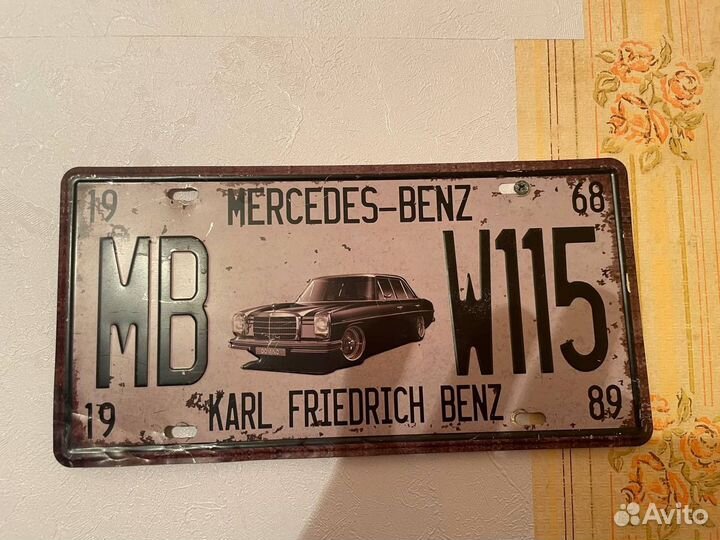 19 MERCEDES-BENZ 68
MB W115
19 KARL FRIEDRICH BENZ 89
Avito